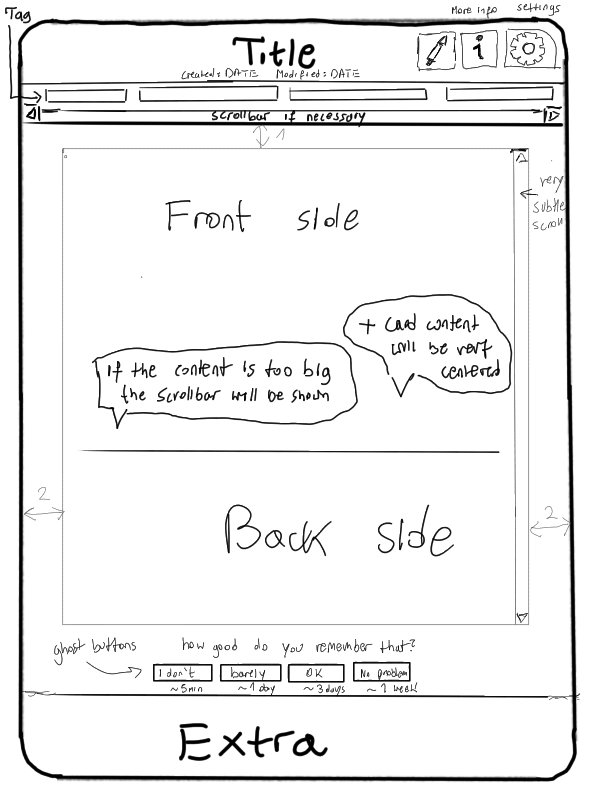 Tag
More info settings
Title
Created: DATE Modified: DATE
scrollbar if necessary
1
very
subtle
scroll
Front side
+ card content
will be vert
centered
if the content is too big
the scrollbar will be shown
2
2
Back side
ghost buttons
how good do you remember that?
I don't
barely
OK
No problem
~5min
~1 day
~3 days
~1 week
Extra